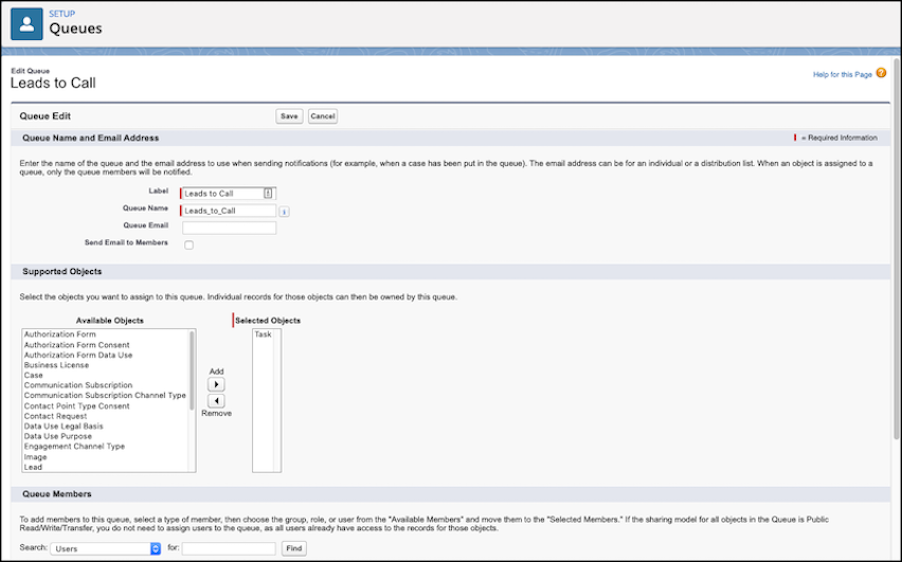 SETUP
Queues
Edit Queue
Leads to Call
Help for this Page ?
Queue Edit
Save
Cancel
Queue Name and Email Address
= Required Information
Enter the name of the queue and the email address to use when sending notifications (for example, when a case has been put in the queue). The email address can be for an individual or a distribution list. When an object is assigned to a
queue, only the queue members will be notified.
Label
Leads to Call
Queue Name
Leads_to_Call
i
Queue Email
Send Email to Members
Supported Objects
Select the objects you want to assign to this queue. Individual records for those objects can then be owned by this queue.
Available Objects
Authorization Form
Authorization Form Consent
Authorization Form Data Use
Business License
Case
Communication Subscription
Communication Subscription Channel Type
Contact Point Type Consent
Contact Request
Data Use Legal Basis
Data Use Purpose
Engagement Channel Type
Image
Lead
Add
Remove
Selected Objects
Task
Queue Members
To add members to this queue, select a type of member, then choose the group, role, or user from the "Available Members" and move them to the "Selected Members." If the sharing model for all objects in the Queue is Public
Read/Write/Transfer, you do not need to assign users to the queue, as all users already have access to the records for those objects.
Search: Users for: Find